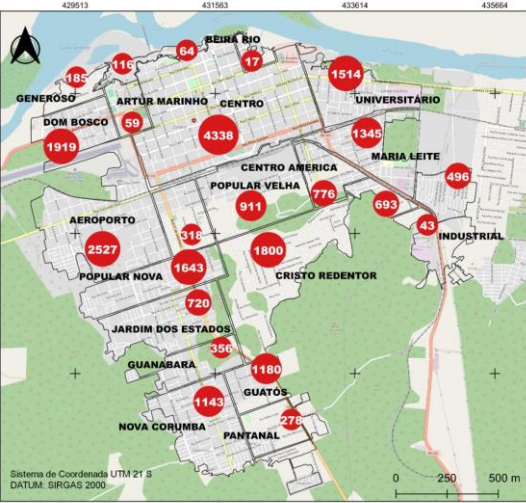 429513 431563 433614 435664
BEIRA RIO
64
17
116
185
1514
GENEROSO
ARTUR MARINHO
CENTRO
UNIVERSITÁRIO
DOM BOSCO
59
4338
1345
1919
MARIA LEITE
CENTRO AMERICA
496
POPULAR VELHA
776
911
693
AEROPORTO
43
318
INDUSTRIAL
2527
1800
1643
POPULAR NOVA
CRISTO REDENTOR
720
JARDIM DOS ESTADOS
356
GUANABARA
1180
GUATÓS
1143
278
NOVA CORUMBA
PANTANAL
Sistema de Coordenada UTM 21 S
DATUM: SIRGAS 2000
0 250 500 m